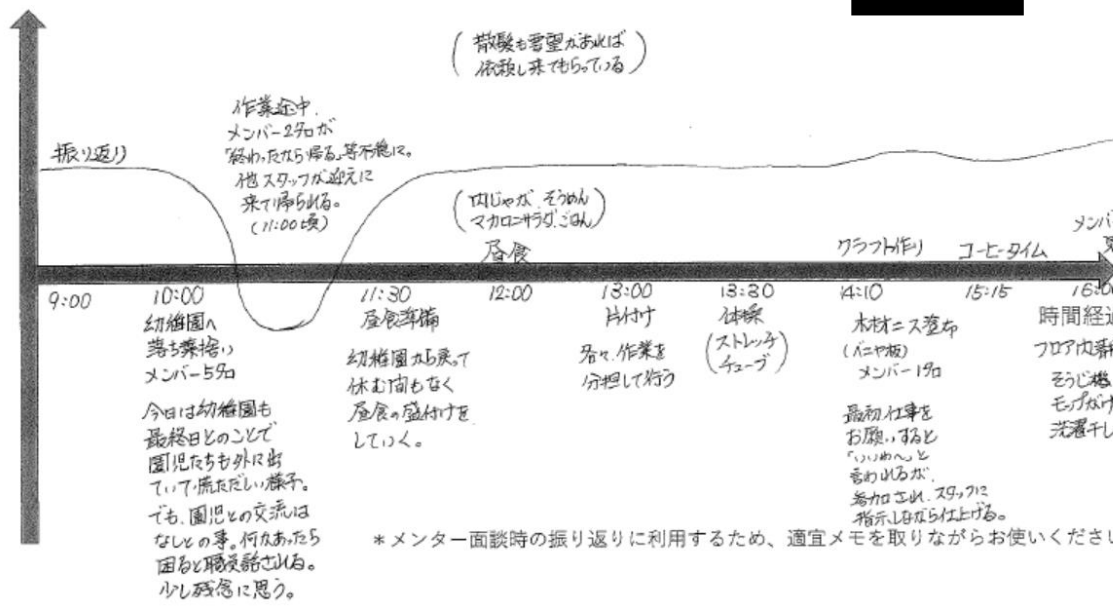 (散髪も要望があれば
依頼し来てもらっている)
振り返り
作業途中、
メンバー2名が
「終わったなら帰る」等不穏に。
他スタッフが迎えに
来て帰られる。
(11:00頃)
(肉じゃが、そうめん
マカロニサラダ、ごはん)
昼食
クラフト作り
コーヒータイム
メンバ
9:00
10:00
11:30
12:00
13:00
13:30
14:10
15:15
16:00
幼稚園へ
落ち葉拾い
メンバー5名
今日は幼稚園も
最終日とのことで
園児たちも外に出
ていて慌ただしい様子。
でも、園児との交流は
なしとの事。何かあったら
困ると職員話される。
少し残念に思う。
昼食準備
幼稚園から戻って
休む間もなく
昼食の盛付けを
していく。
片付け
各々、作業を
分担して行う
体操
(ストレッチ
チューブ)
木材ニス塗布
(ベニヤ板)
メンバー1名
最初、仕事を
お願いすると
「いいわ〜」と
言われるが、
参加され、スタッフに
指示しながら仕上げる。
時間経過
フロア内清掃
そうじ機
モップがけ
洗濯干し
*メンター面談時の振り返りに利用するため、適宜メモを取りながらお使いください